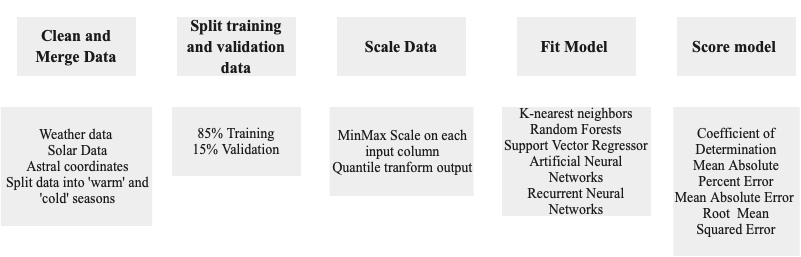 Clean and
Merge Data
Split training
and validation
data
Scale Data
Fit Model
Score model
Weather data
Solar Data
Astral coordinates
Split data into 'warm' and
'cold' seasons
85% Training
15% Validation
MinMax Scale on each
input column
Quantile tranform output
K-nearest neighbors
Random Forests
Support Vector Regressor
Artificial Neural
Networks
Recurrent Neural
Networks
Coefficient of
Determination
Mean Absolute
Percent Error
Mean Absolute Error
Root Mean
Squared Error